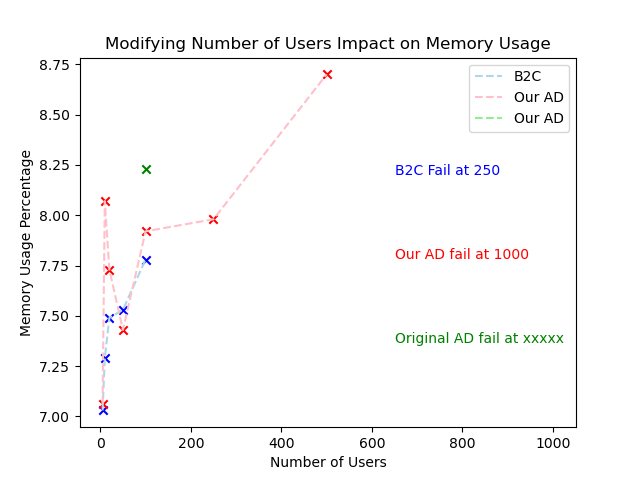 Modifying Number of Users Impact on Memory Usage
8.75
8.50
8.25
8.00
7.75
7.50
7.25
7.00
Memory Usage Percentage
B2C
Our AD
Our AD
B2C Fail at 250
Our AD fail at 1000
Original AD fail at xxxxx
0 200 400 600 800 1000
Number of Users